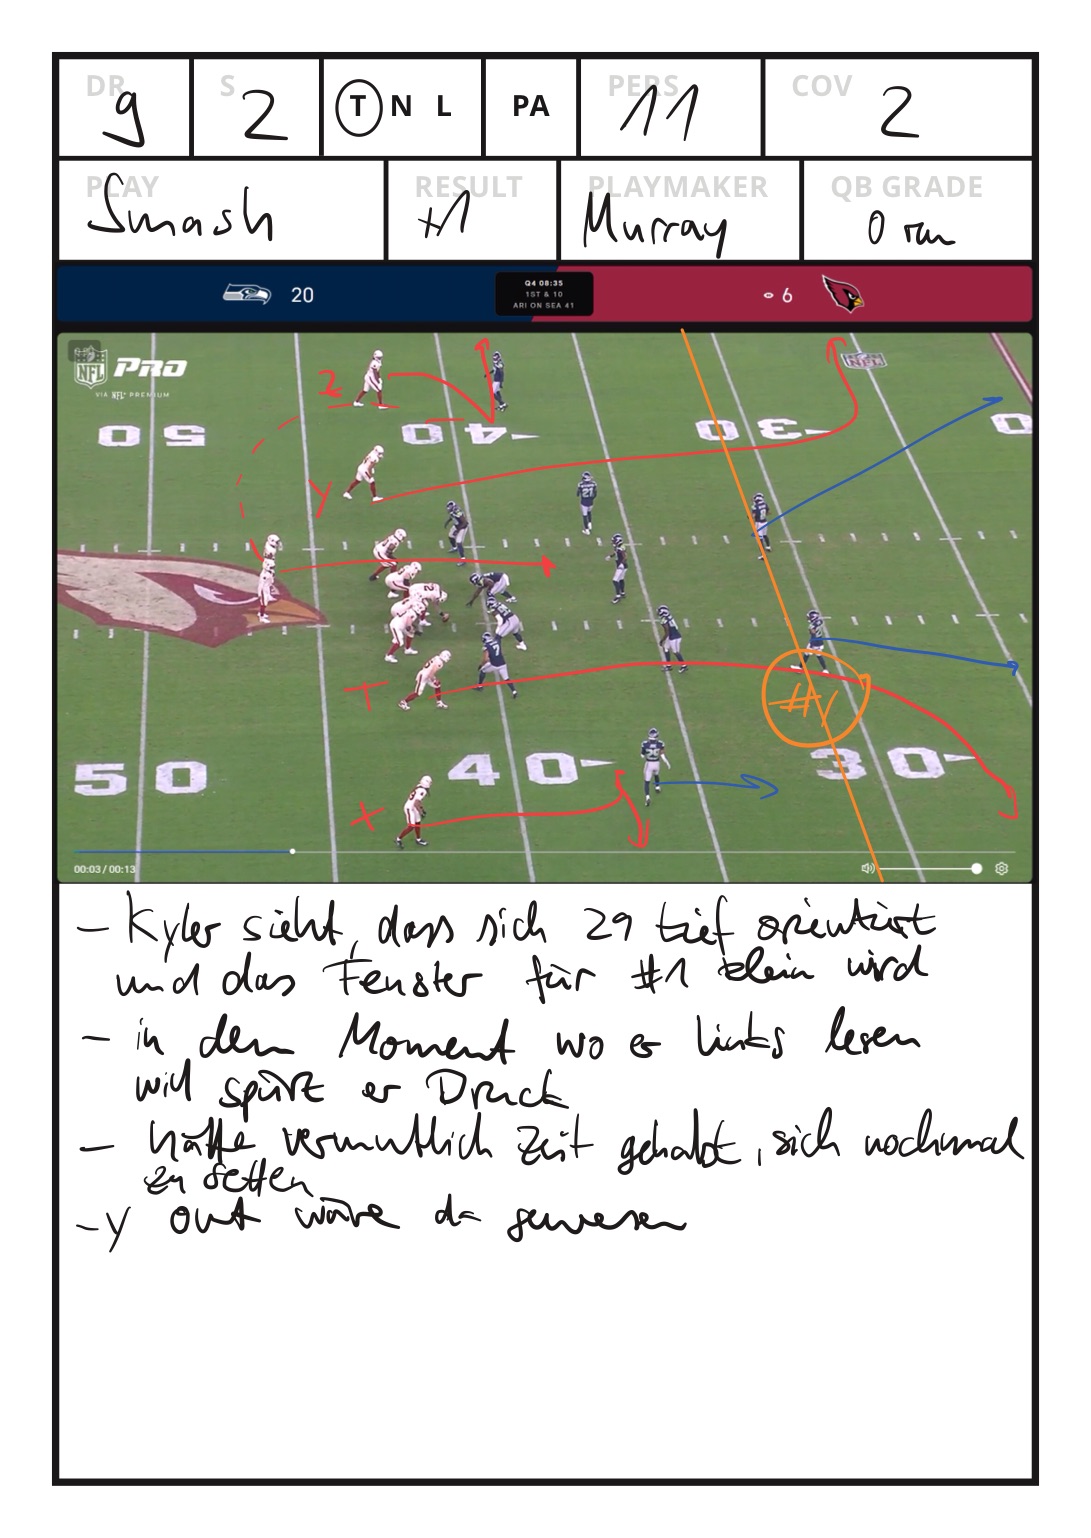 DR 9 S 2 T N L PA PERS 11 COV 2
PLAY Smash RESULT +1 PLAYMAKER Murray QB GRADE 0 run
20
Q4 08:35
1ST & 10
ARI ON SEA 41
6
NFL PRO
VIA NFL+ PREMIUM
NFL
Z
50 40 30
Y
T
#1
50 40 30
X
00:03 / 00:13
– Kyler sieht, dass sich 29 tief orientiert
und das Fenster für #1 klein wird
– in dem Moment wo er links lesen
will spürt er Druck
– hätte vermutlich Zeit gehabt, sich nochmal
zu setten
– Y out wäre da gewesen